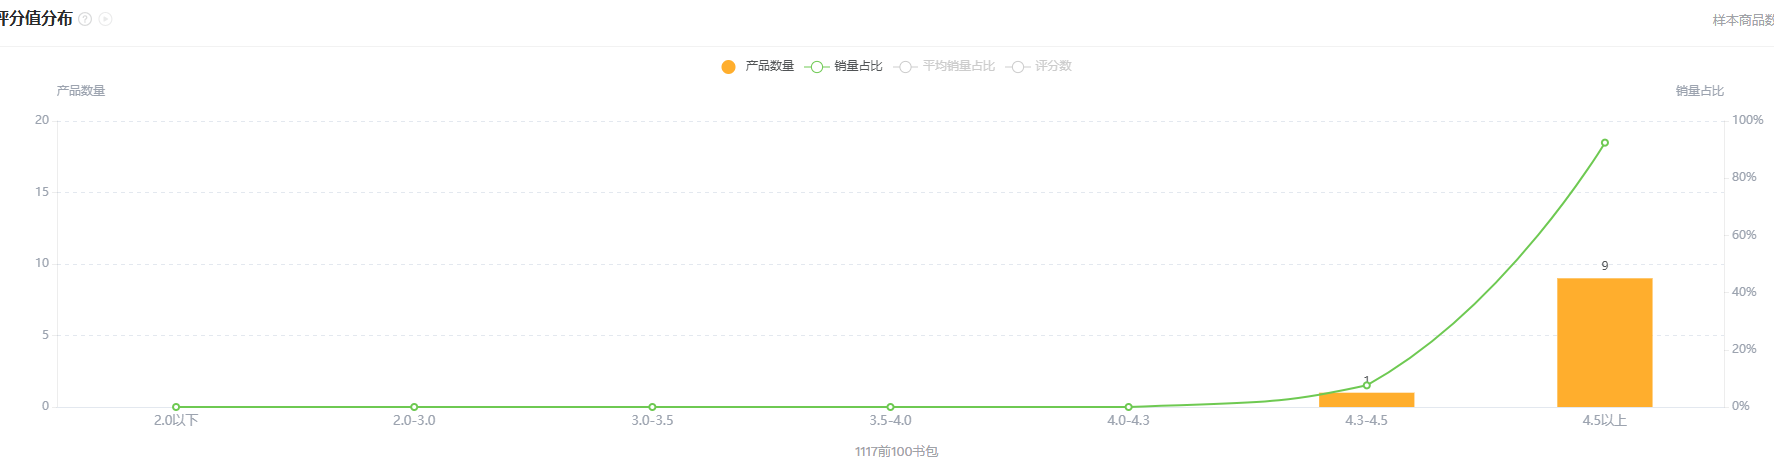 评分值分布
样本商品数
产品数量 销量占比 平均销量占比 评分数
产品数量 销量占比
20 100%
15 80%
10 60%
5 40%
0 20%
0%
1
9
2.0以下 2.0-3.0 3.0-3.5 3.5-4.0 4.0-4.3 4.3-4.5 4.5以上
1117前100书包